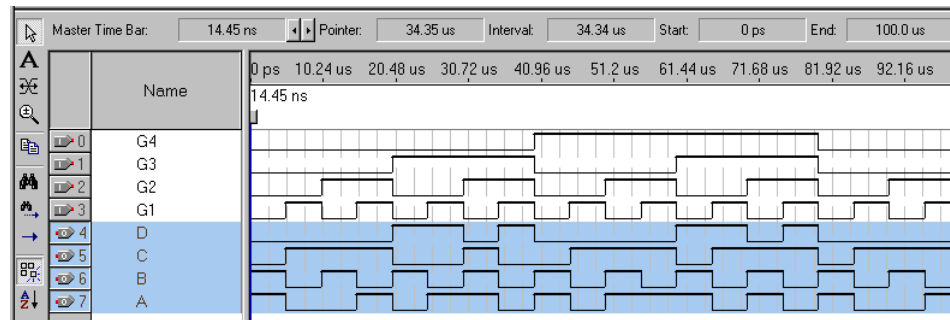 Master Time Bar: 14.45 ns Pointer: 34.35 us Interval: 34.34 us Start: 0 ps End: 100.0 us
A
Name
0 ps 10.24 us 20.48 us 30.72 us 40.96 us 51.2 us 61.44 us 71.68 us 81.92 us 92.16 us
14.45 ns
0 G4
1 G3
2 G2
3 G1
4 D
5 C
6 B
7 A
A
Z